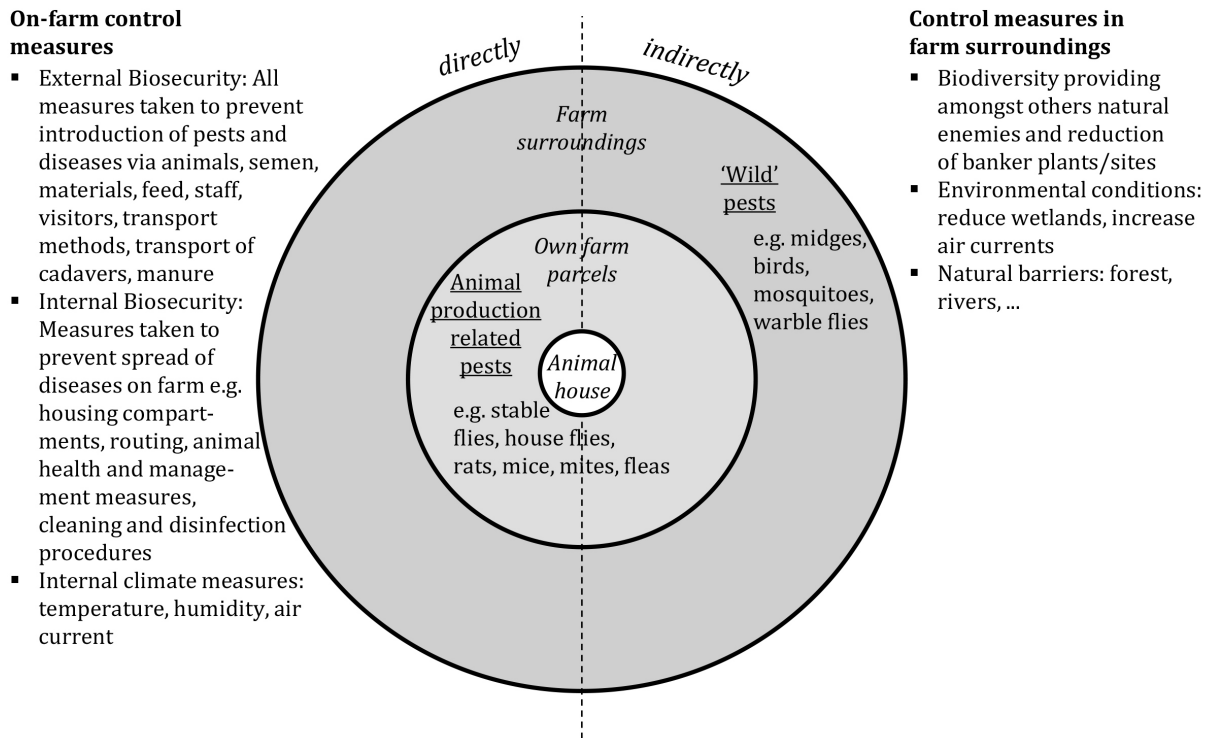 On-farm control
measures
▪ External Biosecurity: All
measures taken to prevent
introduction of pests and
diseases via animals, semen,
materials, feed, staff,
visitors, transport
methods, transport of
cadavers, manure
▪ Internal Biosecurity:
Measures taken to
prevent spread of
diseases on farm e.g.
housing compart-
ments, routing, animal
health and manage-
ment measures,
cleaning and disinfection
procedures
▪ Internal climate measures:
temperature, humidity, air
current
directly
indirectly
Farm
surroundings
'Wild'
pests
e.g. midges,
birds,
mosquitoes,
warble flies
Own farm
parcels
Animal
production
related
pests
Animal
house
e.g. stable
flies, house flies,
rats, mice, mites, fleas
Control measures in
farm surroundings
▪ Biodiversity providing
amongst others natural
enemies and reduction
of banker plants/sites
▪ Environmental conditions:
reduce wetlands, increase
air currents
▪ Natural barriers: forest,
rivers, ...